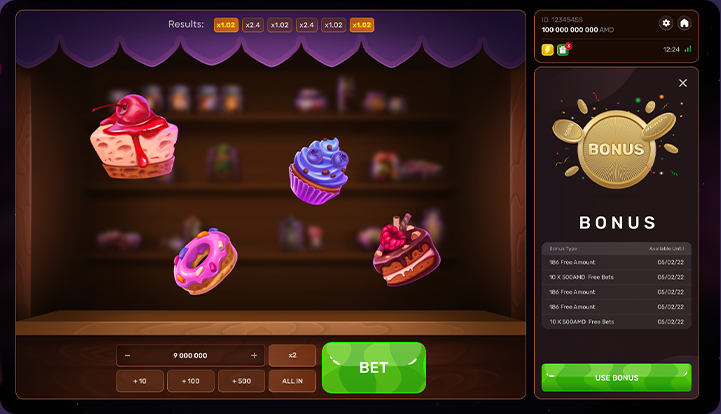 Results: x1.02 x2.4 x2.4 x1.02 x2.4 x1.02
9 000 000
x2
+ 10
+ 100
+ 500
ALL IN
BET
ID: 12345455
100 000 000 000 AMD
12:24
BONUS
BONUS
Bonus Type Available Until
186 Free Amount 05/02/22
10 X 500AMD Free Bets 05/02/22
186 Free Amount 05/02/22
186 Free Amount 05/02/22
10 X 500AMD Free Bets 05/02/22
USE BONUS